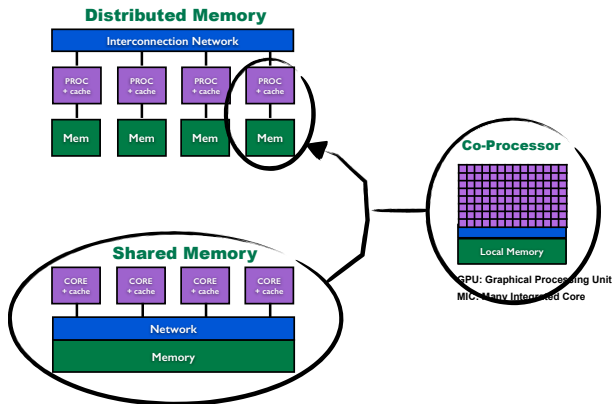 Distributed Memory
Interconnection Network
PROC
+ cache
PROC
+ cache
PROC
+ cache
PROC
+ cache
Mem
Mem
Mem
Mem
Co-Processor
Local Memory
GPU: Graphical Processing Unit
MIC: Many Integrated Core
Shared Memory
CORE
+ cache
CORE
+ cache
CORE
+ cache
CORE
+ cache
Network
Memory